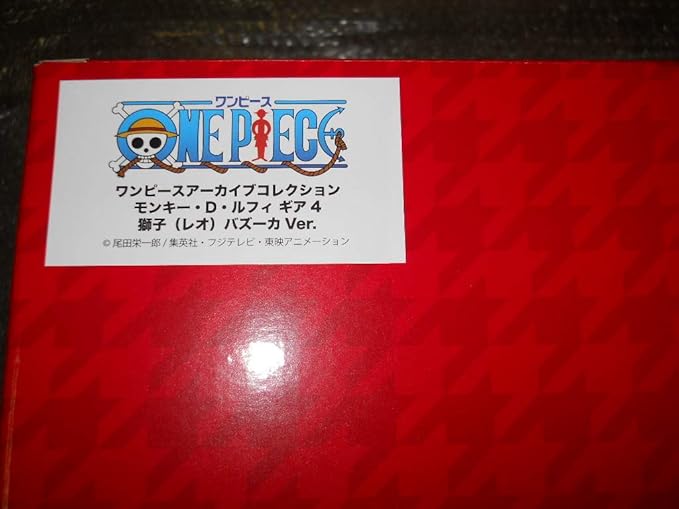 ワンピース
ONE PIECE
ワンピースアーカイブコレクション
モンキー・D・ルフィ ギア 4
獅子（レオ）バズーカ Ver.
© 尾田栄一郎 / 集英社・フジテレビ・東映アニメーション